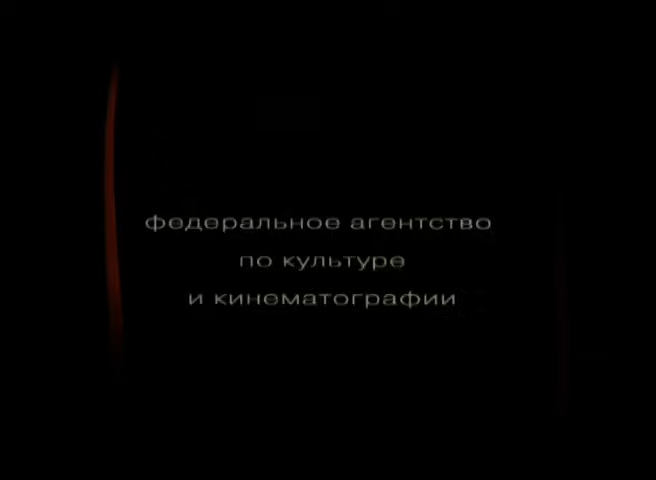 федеральное агентство
по культуре
и кинематографии